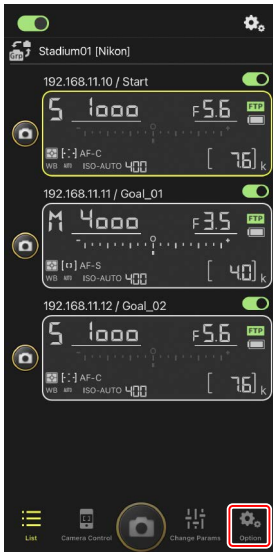 Grp Stadium01 [Nikon]
192.168.11.10 / Start
S 1000 F5.6 FTP
AF-C
WB ISO-AUTO 400 [ 7.6] k
192.168.11.11 / Goal_01
M 4000 F3.5 FTP
AF-S
WB ISO-AUTO 400 [ 4.0] k
192.168.11.12 / Goal_02
S 1000 F5.6 FTP
AF-C
WB ISO-AUTO 400 [ 7.6] k
List Camera Control Change Params Option